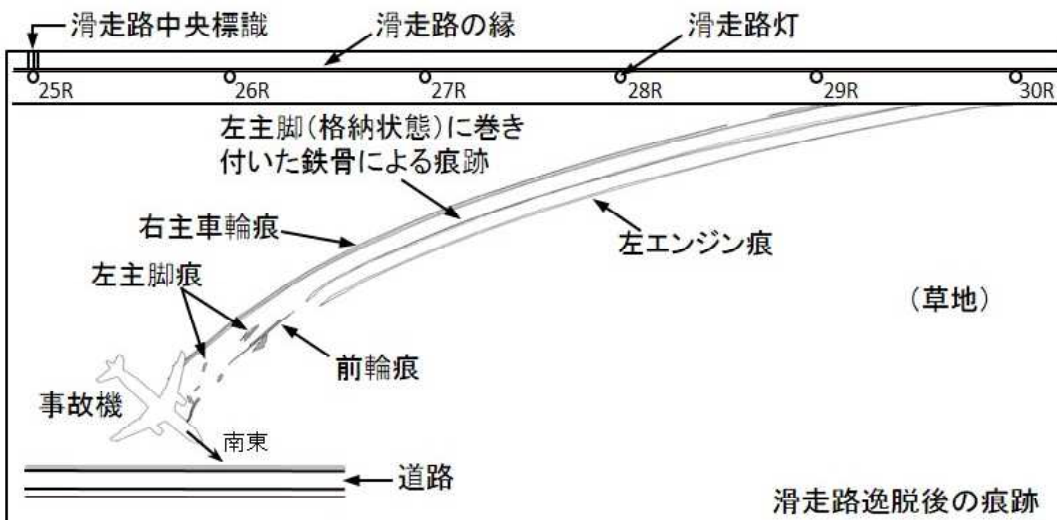 滑走路中央標識
滑走路の縁
滑走路灯
25R
26R
27R
28R
29R
30R
左主脚(格納状態)に巻き
付いた鉄骨による痕跡
右主車輪痕
左エンジン痕
左主脚痕
(草地)
前輪痕
事故機
南東
道路
滑走路逸脱後の痕跡